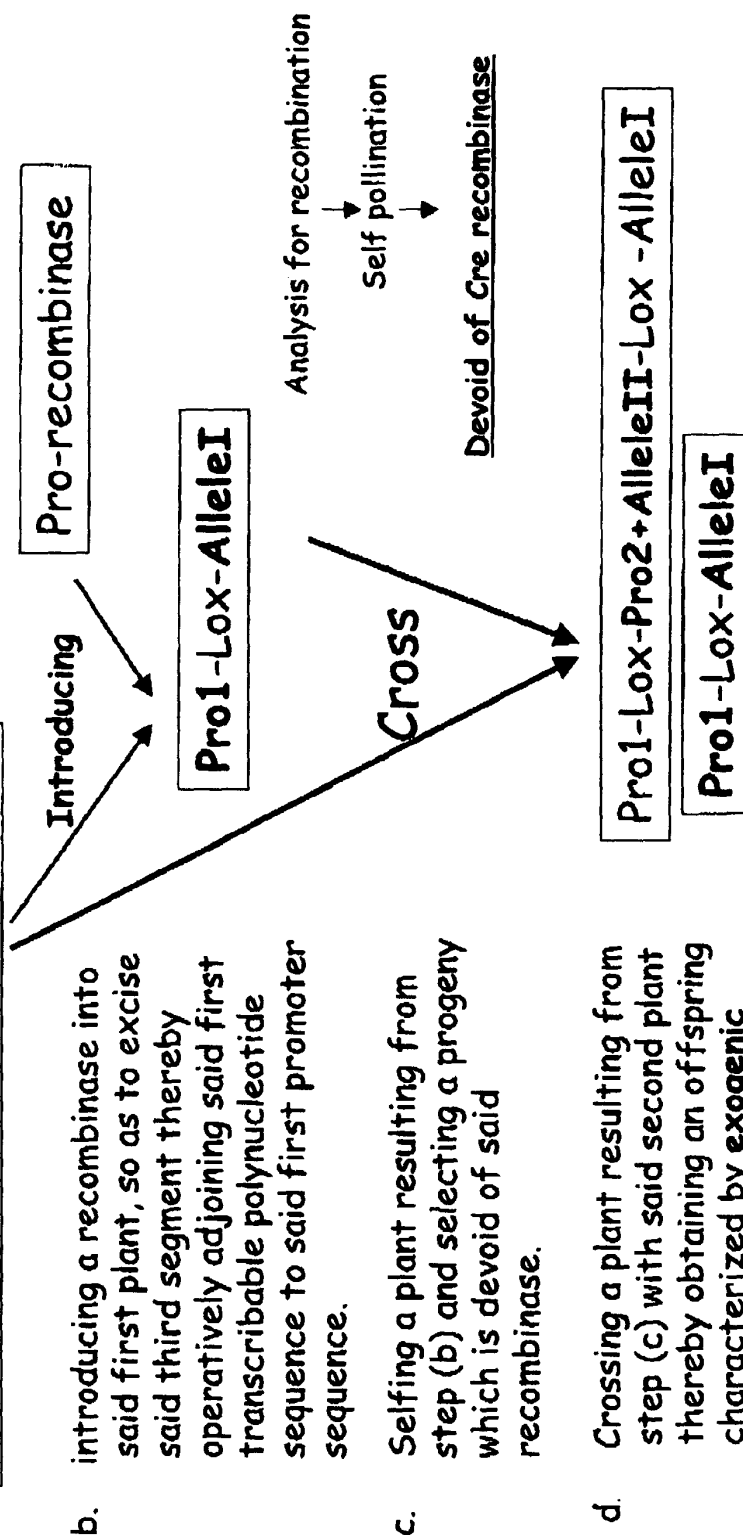 b. introducing a recombinase into
said first plant, so as to excise
said third segment thereby
operatively adjoining said first
transcribable polynucleotide
sequence to said first promoter
sequence.
Introducing
Pro-recombinase
Pro1-Lox-AlleleI
c. Selfing a plant resulting from
step (b) and selecting a progeny
which is devoid of said
recombinase.
Cross
Analysis for recombination
Self pollination
Devoid of Cre recombinase
d. Crossing a plant resulting from
step (c) with said second plant
thereby obtaining an offspring
characterized by exogenic
Pro1-Lox-Pro2+AlleleII-Lox -AlleleI
Pro1-Lox-AlleleI